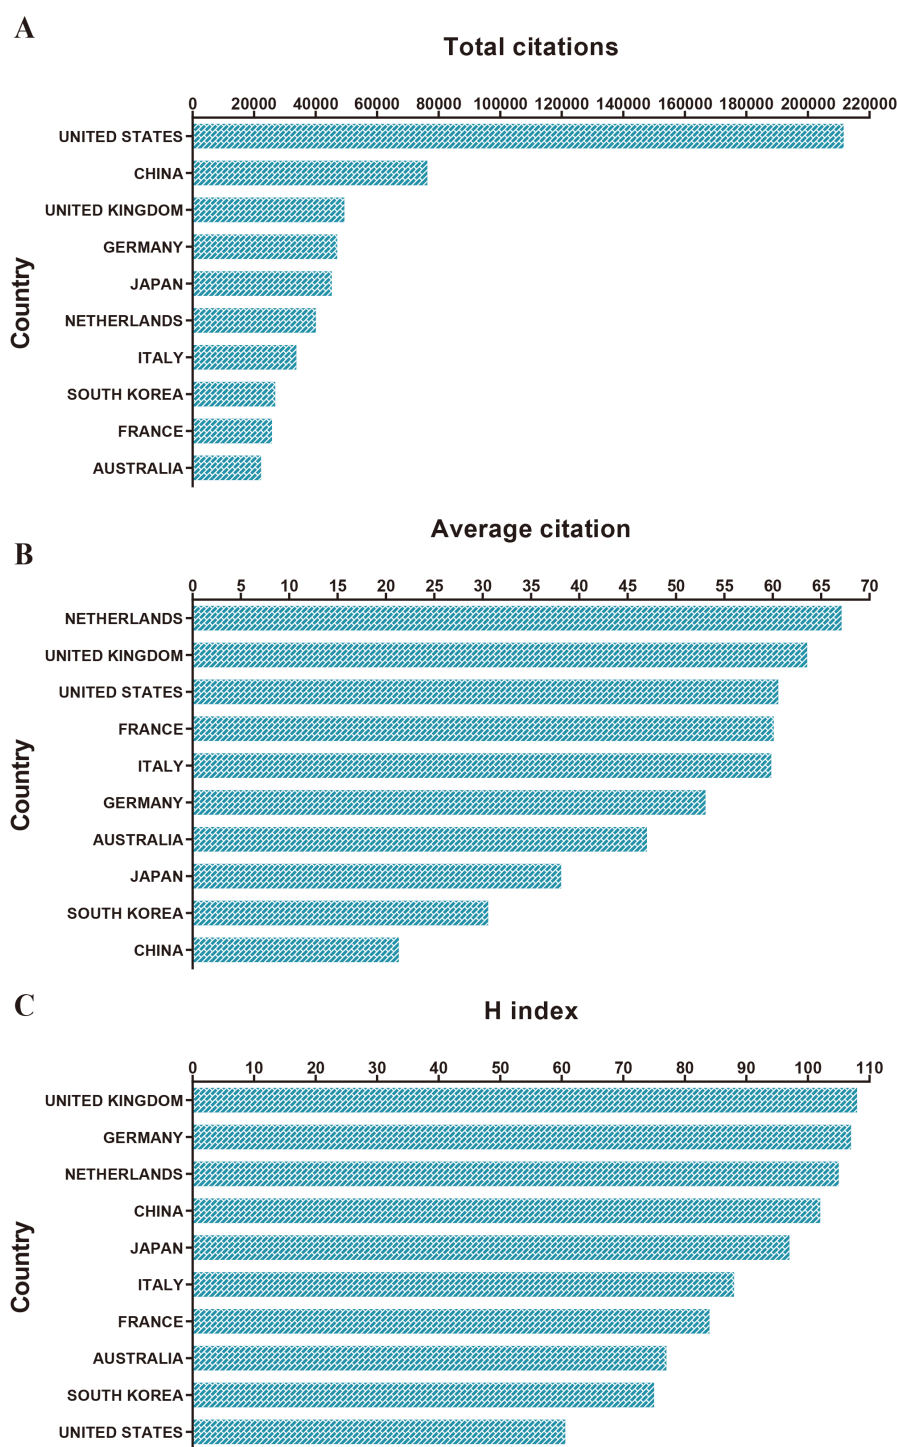 A
Total citations
0 20000 40000 60000 80000 100000 120000 140000 160000 180000 200000 220000
Country
UNITED STATES
CHINA
UNITED KINGDOM
GERMANY
JAPAN
NETHERLANDS
ITALY
SOUTH KOREA
FRANCE
AUSTRALIA
B
Average citation
0 5 10 15 20 25 30 35 40 45 50 55 60 65 70
Country
NETHERLANDS
UNITED KINGDOM
UNITED STATES
FRANCE
ITALY
GERMANY
AUSTRALIA
JAPAN
SOUTH KOREA
CHINA
C
H index
0 10 20 30 40 50 60 70 80 90 100 110
Country
UNITED KINGDOM
GERMANY
NETHERLANDS
CHINA
JAPAN
ITALY
FRANCE
AUSTRALIA
SOUTH KOREA
UNITED STATES